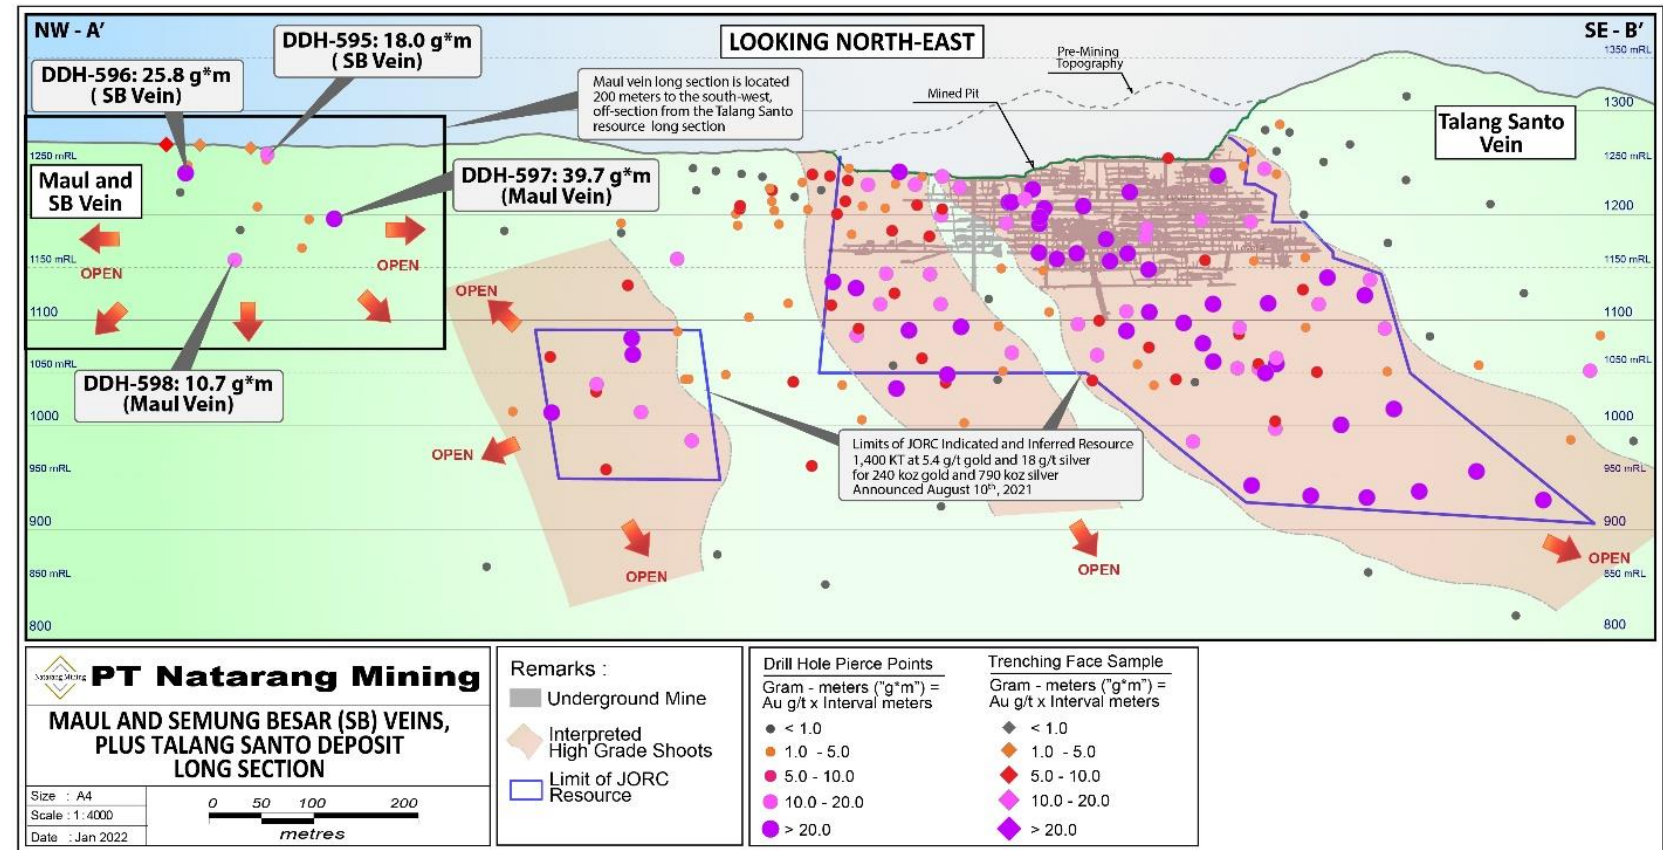 NW - A’
SE - B’
LOOKING NORTH-EAST
DDH-595: 18.0 g*m
( SB Vein)
DDH-596: 25.8 g*m
( SB Vein)
Maul vein long section is located
200 meters to the south-west,
off-section from the Talang Santo
resource long section
Pre-Mining
Topography
Mined Pit
1350 mRL
1300
Talang Santo
Vein
1250 mRL
1250 mRL
Maul and
SB Vein
DDH-597: 39.7 g*m
(Maul Vein)
1200
OPEN
OPEN
1150 mRL
1150 mRL
OPEN
1100
1100
1050 mRL
1050 mRL
DDH-598: 10.7 g*m
(Maul Vein)
1000
1000
OPEN
Limits of JORC Indicated and Inferred Resource
1,400 KT at 5.4 g/t gold and 18 g/t silver
for 240 koz gold and 790 koz silver
Announced August 10th, 2021
950 mRL
950 mRL
900
900
OPEN
OPEN
OPEN
850 mRL
850 mRL
800
800
Natarang Mining
PT Natarang Mining
MAUL AND SEMUNG BESAR (SB) VEINS,
PLUS TALANG SANTO DEPOSIT
LONG SECTION
Size : A4
Scale : 1:4000
Date : Jan 2022
0 50 100 200
metres
Remarks :
Underground Mine
Interpreted
High Grade Shoots
Limit of JORC
Resource
Drill Hole Pierce Points
Gram - meters ("g*m") =
Au g/t x Interval meters
< 1.0
1.0 - 5.0
5.0 - 10.0
10.0 - 20.0
> 20.0
Trenching Face Sample
Gram - meters ("g*m") =
Au g/t x Interval meters
< 1.0
1.0 - 5.0
5.0 - 10.0
10.0 - 20.0
> 20.0